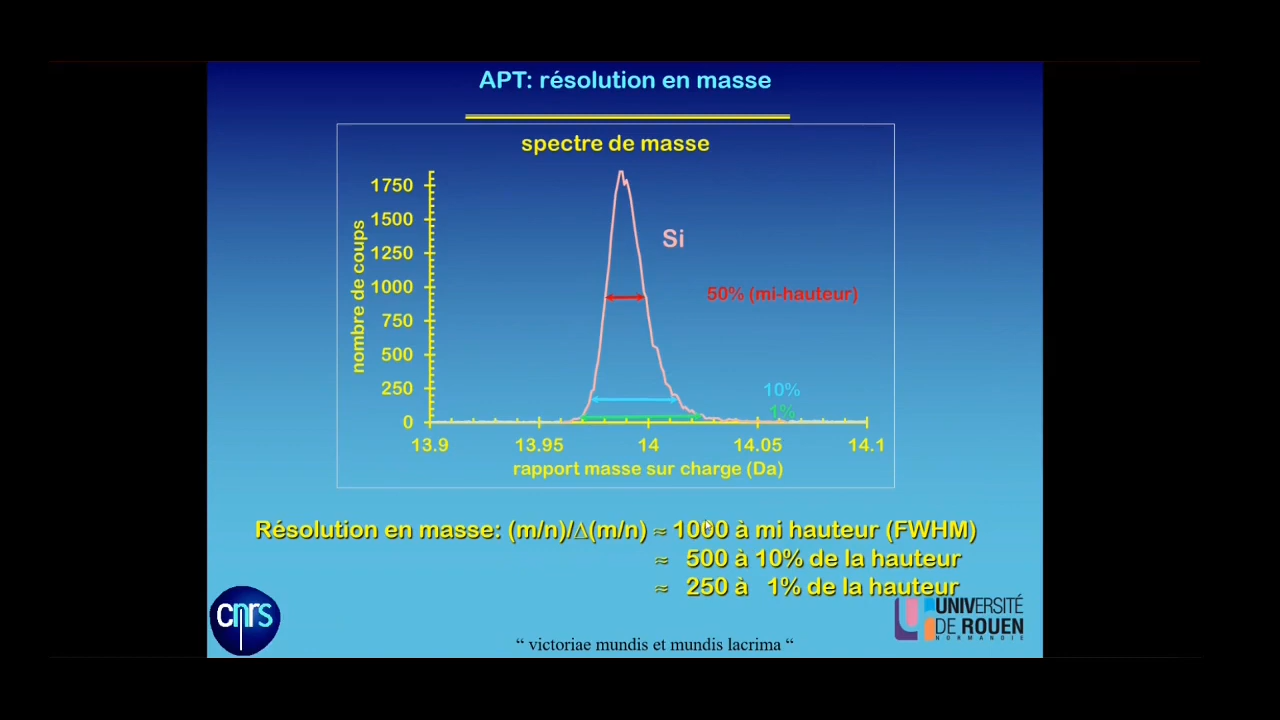 APT: résolution en masse
spectre de masse
nombre de coups
1750
1500
1250
1000
750
500
250
0
Si
50% (mi-hauteur)
10%
1%
13.9 13.95 14 14.05 14.1
rapport masse sur charge (Da)
Résolution en masse: (m/n)/Δ(m/n) ≈ 1000 à mi hauteur (FWHM)
≈ 500 à 10% de la hauteur
≈ 250 à 1% de la hauteur
cnrs
UNIVERSITÉ
DE ROUEN
NORMANDIE
“ victoriae mundis et mundis lacrima “